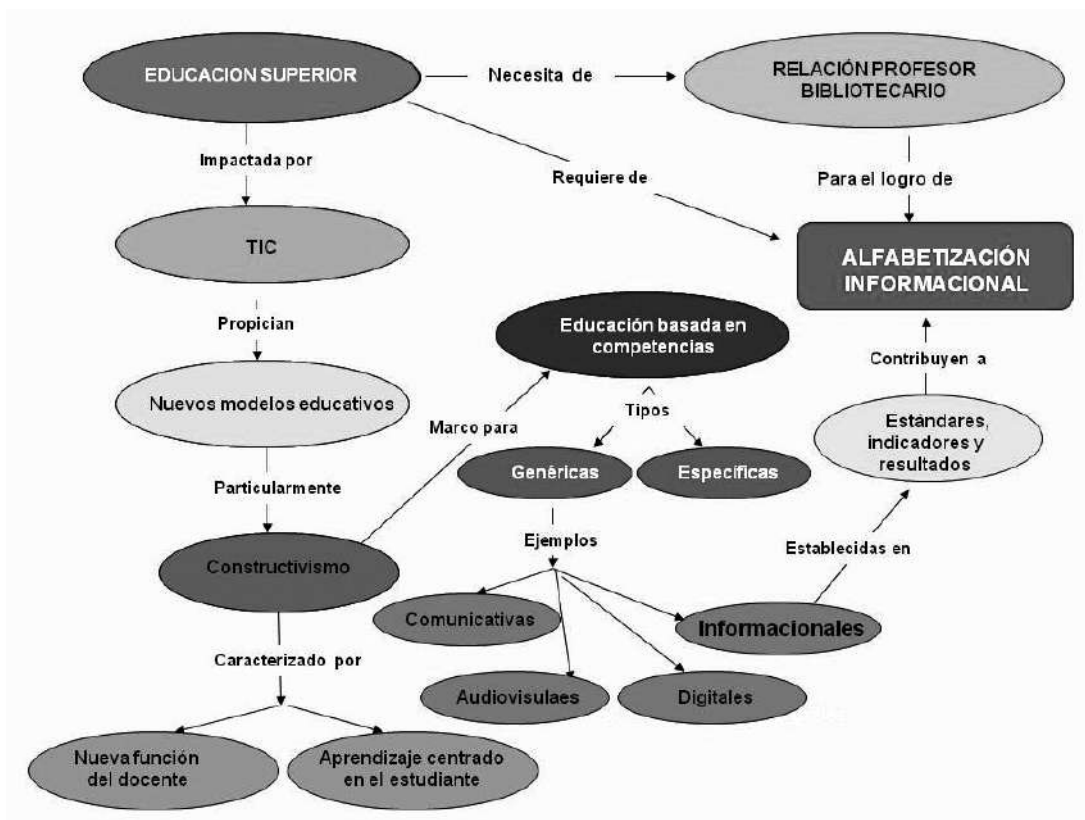 EDUCACION SUPERIOR
Necesita de
RELACIÓN PROFESOR
BIBLIOTECARIO
Impactada por
Requiere de
Para el logro de
TIC
ALFABETIZACIÓN
INFORMACIONAL
Propician
Educación basada en
competencias
Contribuyen a
Nuevos modelos educativos
Marco para
Tipos
Estándares,
indicadores y
resultados
Genéricas
Específicas
Particularmente
Ejemplos
Establecidas en
Constructivismo
Comunicativas
Informacionales
Caracterizado por
Audiovisulaes
Digitales
Nueva función
del docente
Aprendizaje centrado
en el estudiante